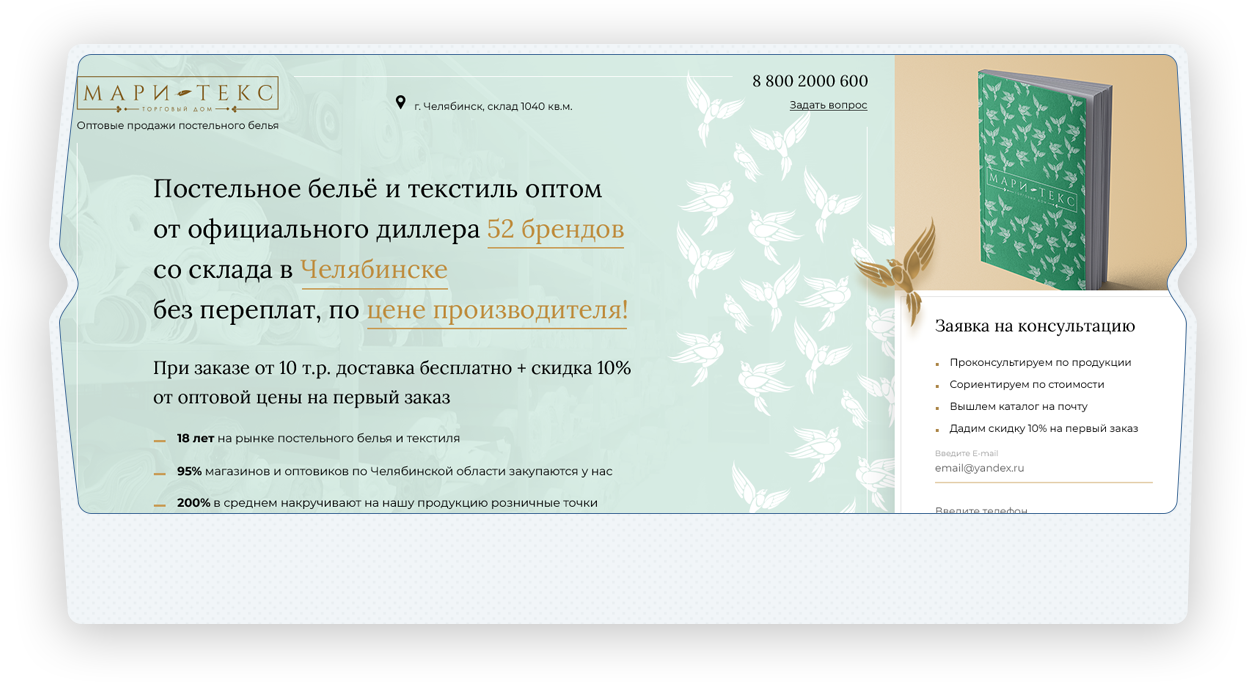 МАРИ ТЕКС
ТОРГОВЫЙ ДОМ
Оптовые продажи постельного белья
г. Челябинск, склад 1040 кв.м.
8 800 2000 600
Задать вопрос
Постельное бельё и текстиль оптом
от официального диллера 52 брендов
со склада в Челябинске
без переплат, по цене производителя!
При заказе от 10 т.р. доставка бесплатно + скидка 10%
от оптовой цены на первый заказ
18 лет на рынке постельного белья и текстиля
95% магазинов и оптовиков по Челябинской области закупаются у нас
200% в среднем накручивают на нашу продукцию розничные точки
МАРИ ТЕКС
Заявка на консультацию
Проконсультируем по продукции
Сориентируем по стоимости
Вышлем каталог на почту
Дадим скидку 10% на первый заказ
Введите E-mail
email@yandex.ru
Введите телефон